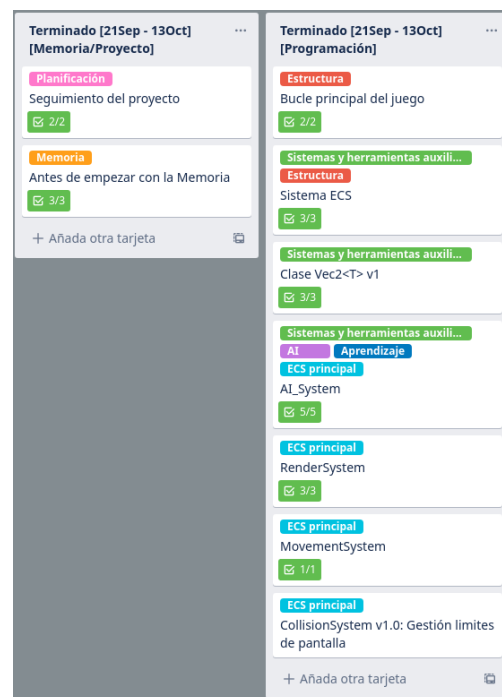 Terminado [21Sep - 13Oct]
[Memoria/Proyecto]
Planificación
Seguimiento del proyecto
2/2
Memoria
Antes de empezar con la Memoria
3/3
Añada otra tarjeta
Terminado [21Sep - 13Oct]
[Programación]
Estructura
Bucle principal del juego
2/2
Sistemas y herramientas auxili...
Estructura
Sistema ECS
3/3
Sistemas y herramientas auxili...
Clase Vec2<T> v1
3/3
Sistemas y herramientas auxili...
AI Aprendizaje
ECS principal
AI_System
5/5
ECS principal
RenderSystem
3/3
ECS principal
MovementSystem
1/1
ECS principal
CollisionSystem v1.0: Gestión limites
de pantalla
Añada otra tarjeta